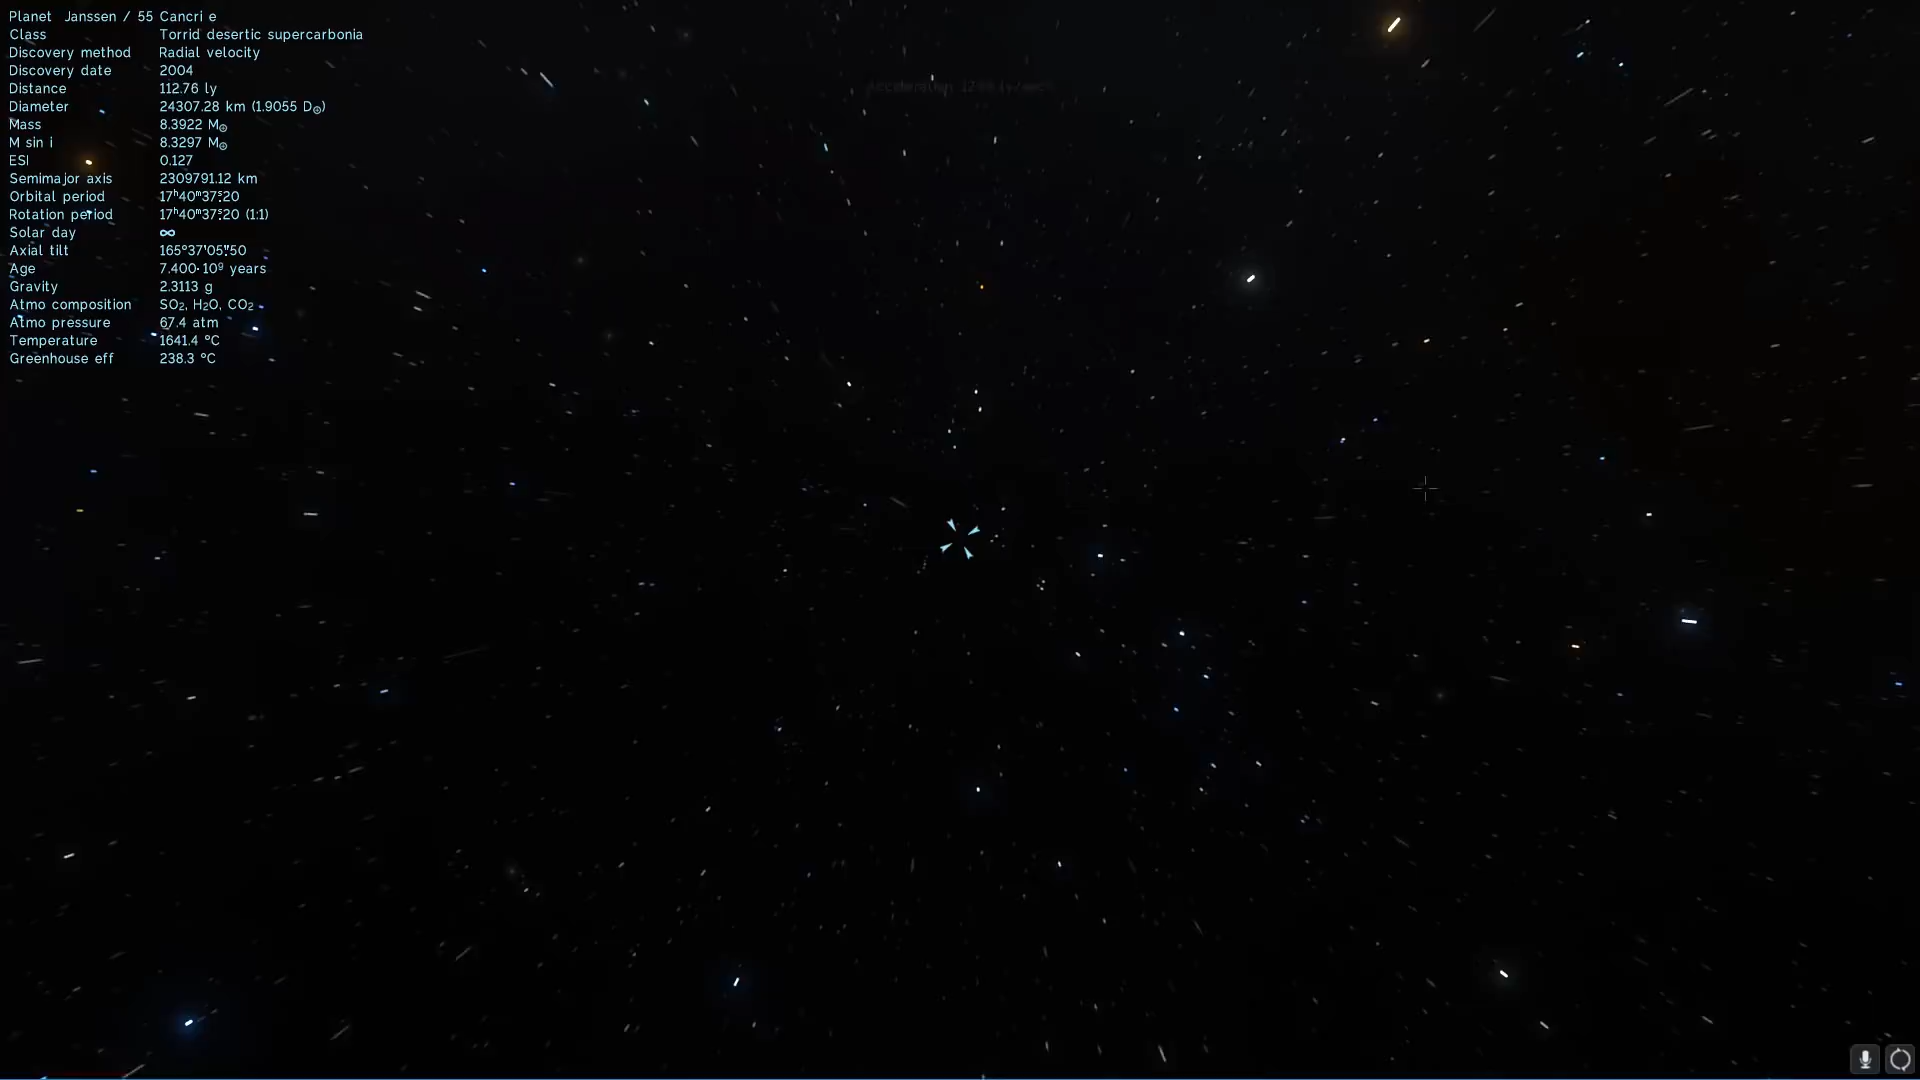 Planet Janssen / 55 Cancri e
Class Torrid desertic supercarbonia
Discovery method Radial velocity
Discovery date 2004
Distance 112.76 ly
Diameter 24307.28 km (1.9055 D⊕)
Mass 8.3922 M⊕
M sin i 8.3297 M⊕
ESI 0.127
Semimajor axis 2309791.12 km
Orbital period 17ʰ40ᵐ37ˢ.20
Rotation period 17ʰ40ᵐ37ˢ.20 (1:1)
Solar day ∞
Axial tilt 165°37'05".50
Age 7.400·10⁹ years
Gravity 2.3113 g
Atmo composition SO₂, H₂O, CO₂
Atmo pressure 67.4 atm
Temperature 1641.4 °C
Greenhouse eff 238.3 °C